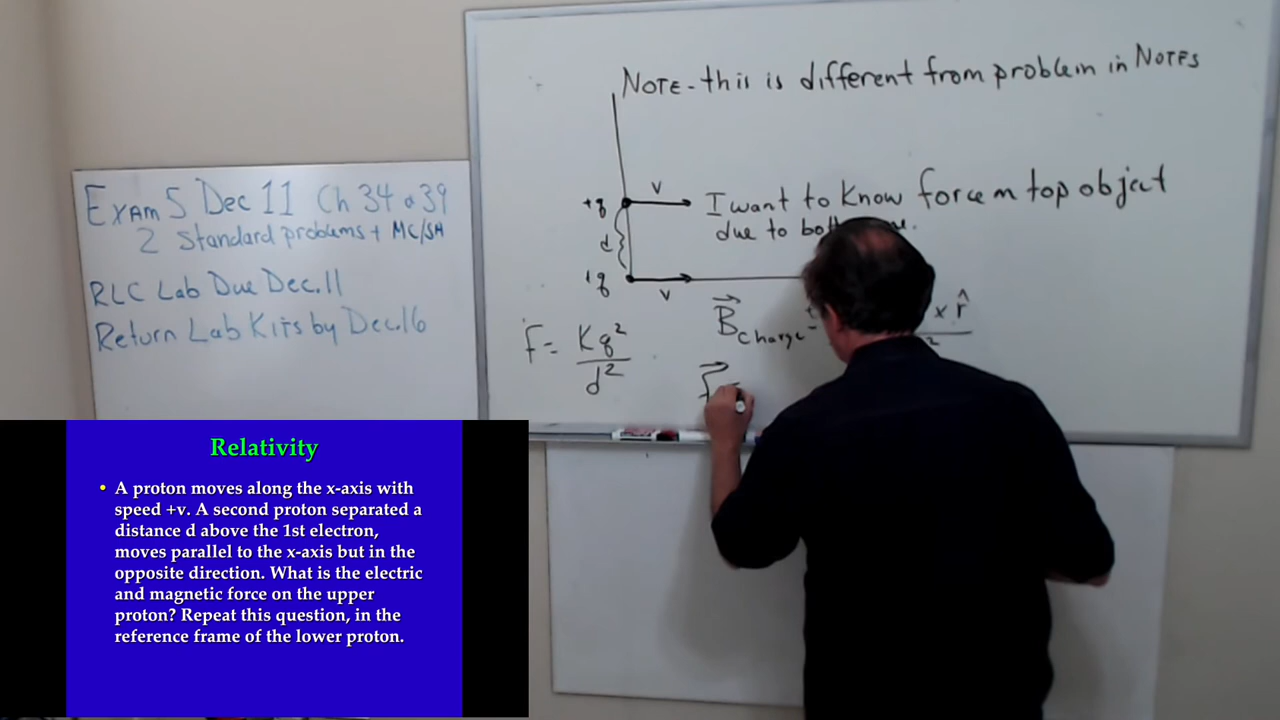 NOTE - this is different from problem in NOTES
Exam 5 Dec 11 Ch 34 → 39
2 Standard problems + MC/SA
RLC Lab Due Dec. 11
Return Lab Kits by Dec. 16
+q v I want to know force on top object
due to
d
+q v
F = Kq²
d²
B charge =
x r̂
2
F
Relativity
• A proton moves along the x-axis with
speed +v. A second proton separated a
distance d above the 1st electron,
moves parallel to the x-axis but in the
opposite direction. What is the electric
and magnetic force on the upper
proton? Repeat this question, in the
reference frame of the lower proton.